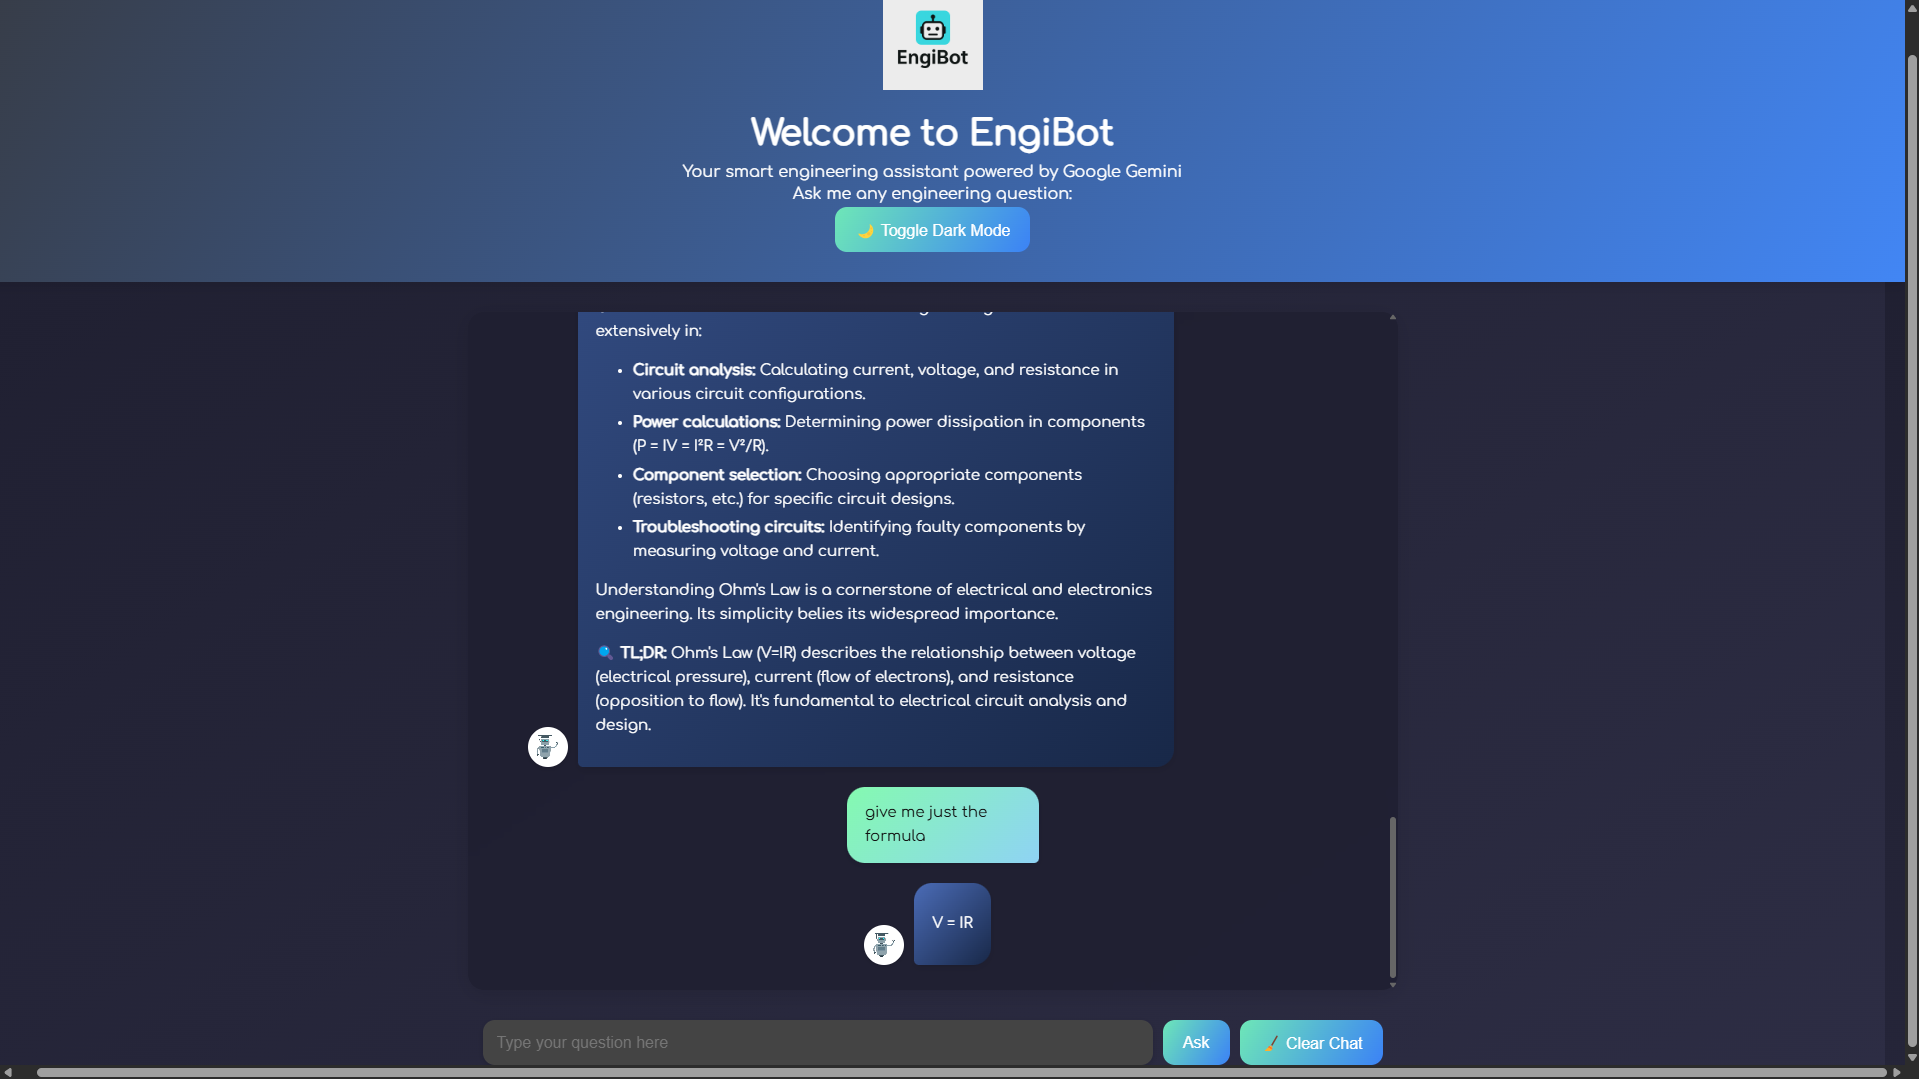 EngiBot
Welcome to EngiBot
Your smart engineering assistant powered by Google Gemini
Ask me any engineering question:
🌙 Toggle Dark Mode
extensively in:
• Circuit analysis: Calculating current, voltage, and resistance in
various circuit configurations.
• Power calculations: Determining power dissipation in components
(P = IV = I²R = V²/R).
• Component selection: Choosing appropriate components
(resistors, etc.) for specific circuit designs.
• Troubleshooting circuits: Identifying faulty components by
measuring voltage and current.
Understanding Ohm's Law is a cornerstone of electrical and electronics
engineering. Its simplicity belies its widespread importance.
🔍 TL;DR: Ohm's Law (V=IR) describes the relationship between voltage
(electrical pressure), current (flow of electrons), and resistance
(opposition to flow). It's fundamental to electrical circuit analysis and
design.
give me just the
formula
V = IR
Type your question here
Ask
🧹 Clear Chat